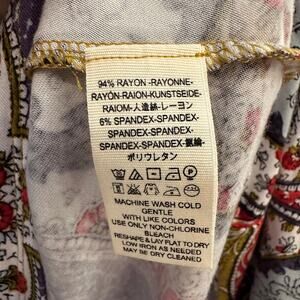 94% RAYON -RAYONNE-
RAYÓN-RAION-KUNSTSEIDE-
RAIOM-人造絲-レーヨン
6% SPANDEX-SPANDEX-
SPANDEX-SPANDEX-
SPANDEX-SPANDEX-氨綸-
ポリウレタン
MACHINE WASH COLD
GENTLE
WITH LIKE COLORS
USE ONLY NON-CHLORINE
BLEACH
RESHAPE & LAY FLAT TO DRY
LOW IRON AS NEEDED
MAY BE DRY CLEAN